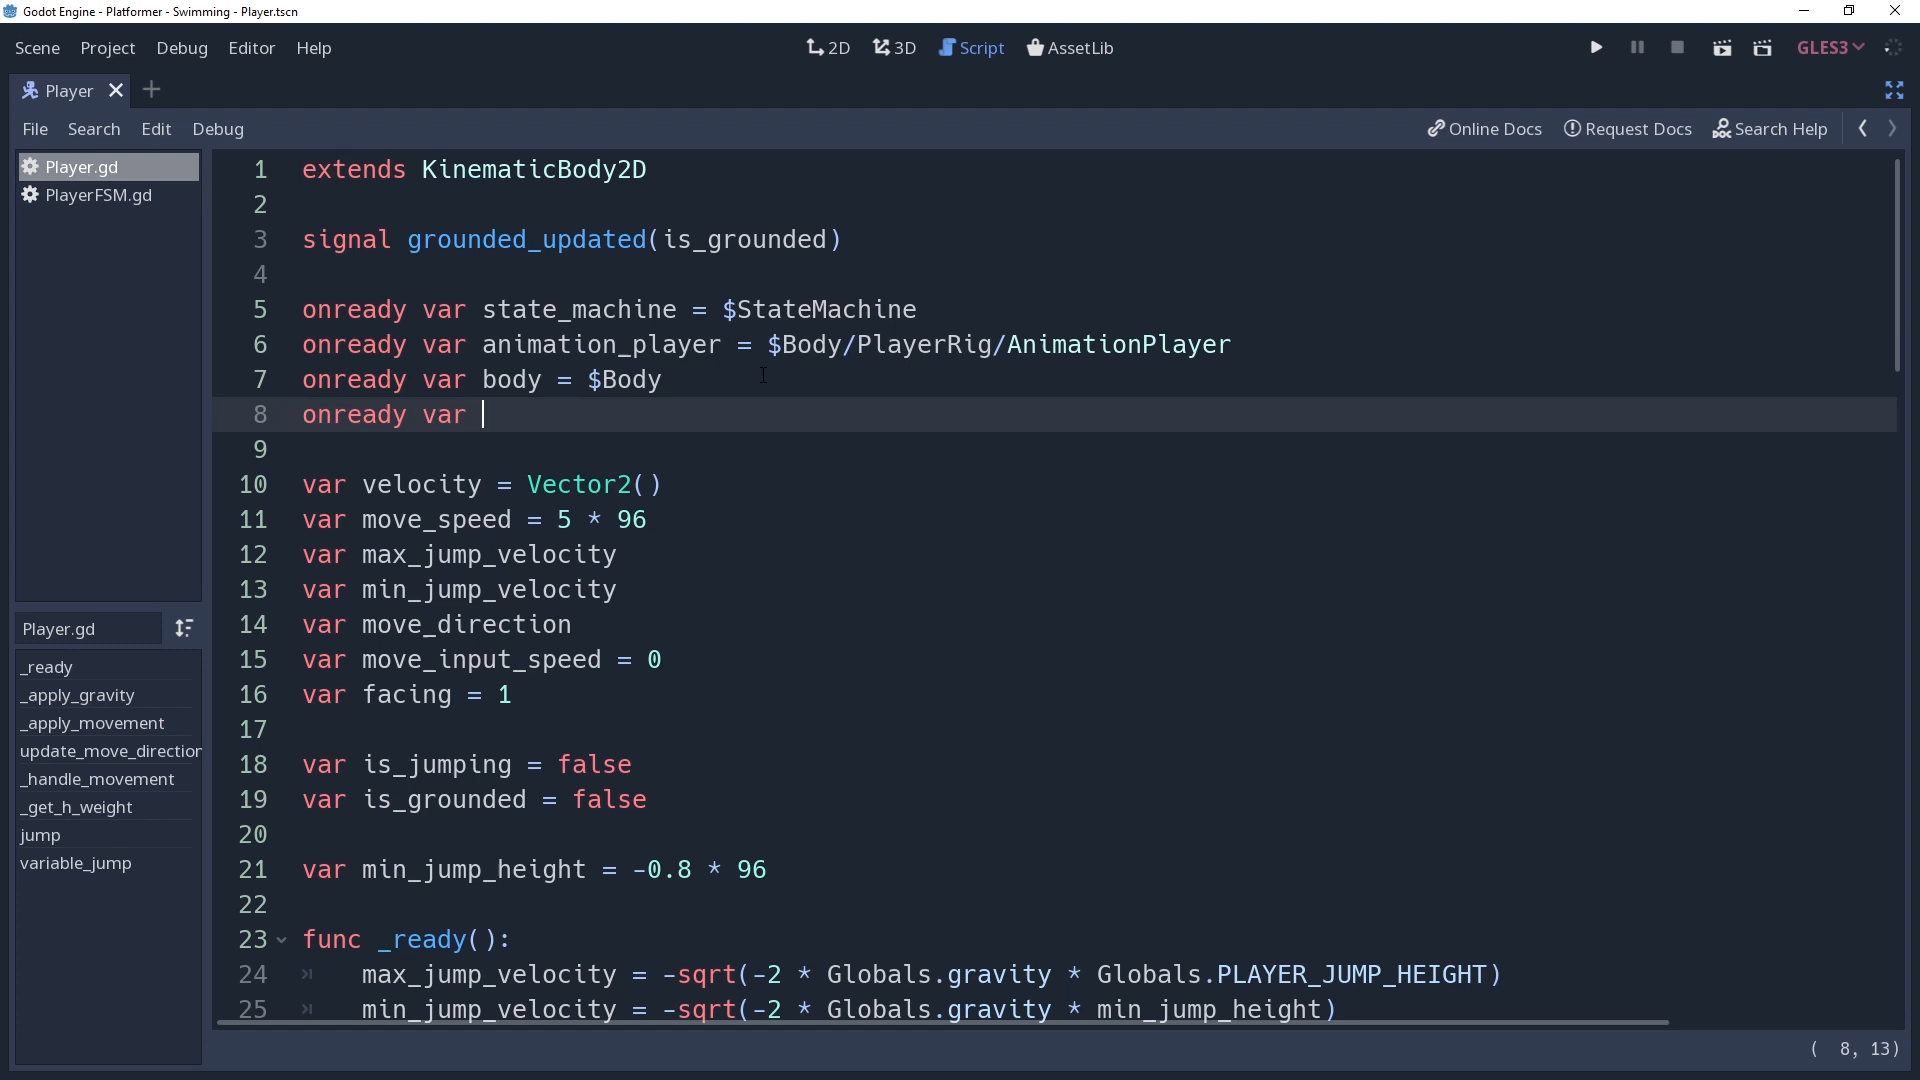 Godot Engine - Platformer - Swimming - Player.tscn
Scene Project Debug Editor Help 2D 3D Script AssetLib GLES3
Player
File Search Edit Debug Online Docs Request Docs Search Help
Player.gd
PlayerFSM.gd
1 extends KinematicBody2D
2
3 signal grounded_updated(is_grounded)
4
5 onready var state_machine = $StateMachine
6 onready var animation_player = $Body/PlayerRig/AnimationPlayer
7 onready var body = $Body
8 onready var
9
10 var velocity = Vector2()
11 var move_speed = 5 * 96
12 var max_jump_velocity
13 var min_jump_velocity
14 var move_direction
15 var move_input_speed = 0
16 var facing = 1
17
18 var is_jumping = false
19 var is_grounded = false
20
21 var min_jump_height = -0.8 * 96
22
23 func _ready():
24 max_jump_velocity = -sqrt(-2 * Globals.gravity * Globals.PLAYER_JUMP_HEIGHT)
25 min_jump_velocity = -sqrt(-2 * Globals.gravity * min_jump_height)
Player.gd
_ready
_apply_gravity
_apply_movement
update_move_direction
_handle_movement
_get_h_weight
jump
variable_jump
( 8, 13)